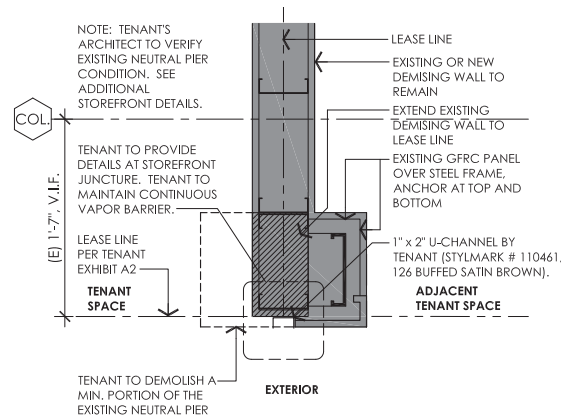 NOTE: TENANT'S
ARCHITECT TO VERIFY
EXISTING NEUTRAL PIER
CONDITION. SEE
ADDITIONAL
STOREFRONT DETAILS.
COL.
(E) 1'-7", V.I.F.
TENANT TO PROVIDE
DETAILS AT STOREFRONT
JUNCTURE. TENANT TO
MAINTAIN CONTINUOUS
VAPOR BARRIER.
LEASE LINE
PER TENANT
EXHIBIT A2
TENANT
SPACE
TENANT TO DEMOLISH A
MIN. PORTION OF THE
EXISTING NEUTRAL PIER
EXTERIOR
LEASE LINE
EXISTING OR NEW
DEMISING WALL TO
REMAIN
EXTEND EXISTING
DEMISING WALL TO
LEASE LINE
EXISTING GFRC PANEL
OVER STEEL FRAME,
ANCHOR AT TOP AND
BOTTOM
1" x 2" U-CHANNEL BY
TENANT (STYLMARK # 110461,
126 BUFFED SATIN BROWN).
ADJACENT
TENANT SPACE